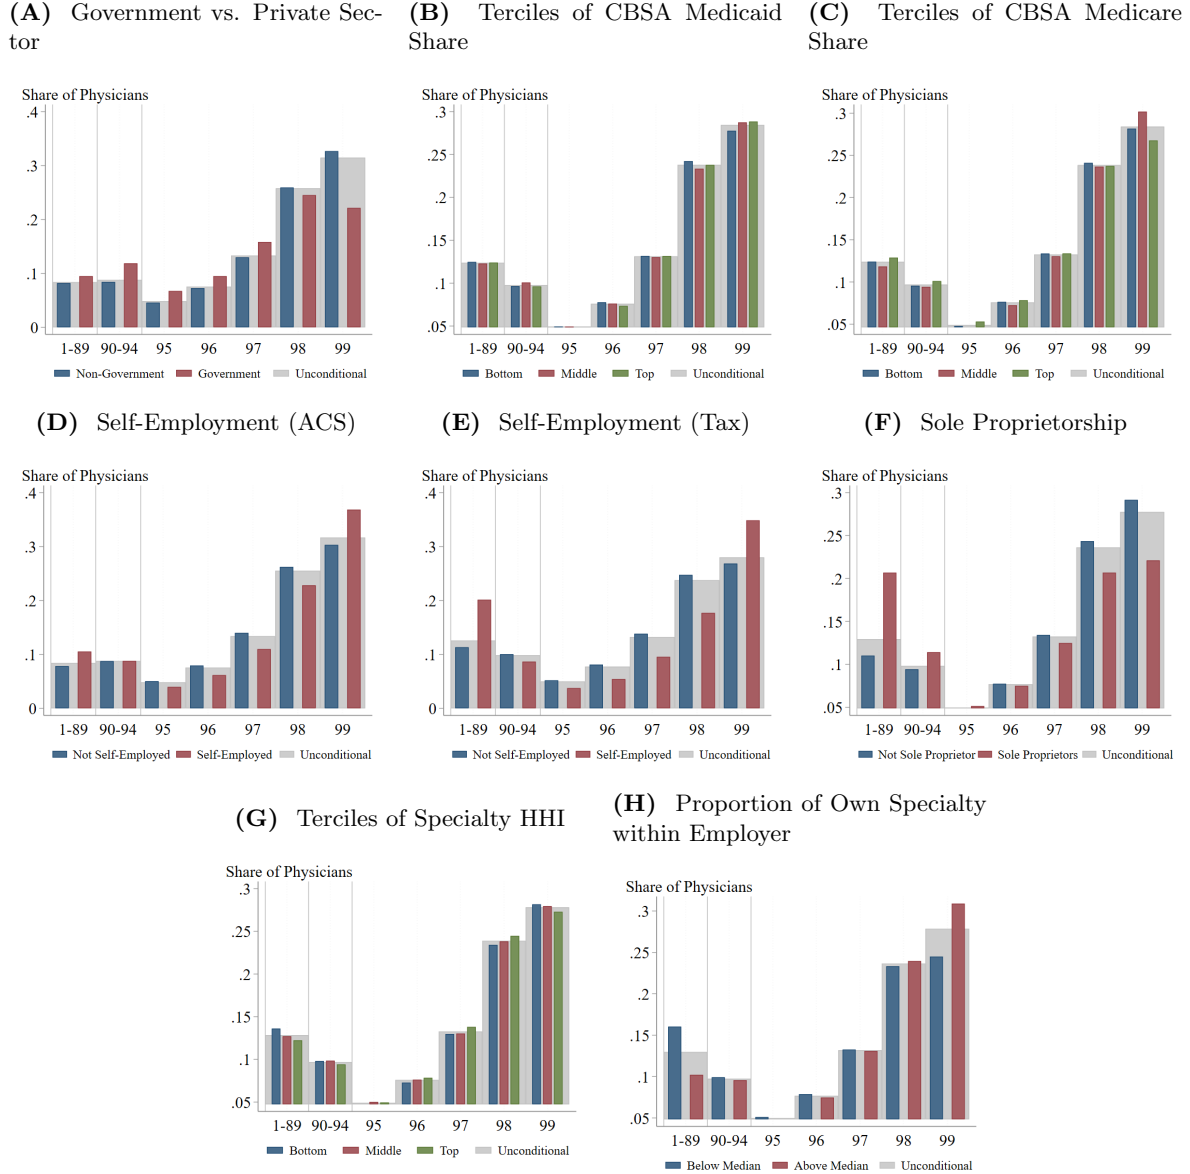 (A) Government vs. Private Sec-
tor
Share of Physicians
.4
.3
.2
.1
0
1-89 90-94 95 96 97 98 99
Non-Government Government Unconditional
(B) Terciles of CBSA Medicaid
Share
Share of Physicians
.3
.25
.2
.15
.1
.05
1-89 90-94 95 96 97 98 99
Bottom Middle Top Unconditional
(C) Terciles of CBSA Medicare
Share
Share of Physicians
.3
.25
.2
.15
.1
.05
1-89 90-94 95 96 97 98 99
Bottom Middle Top Unconditional
(D) Self-Employment (ACS)
Share of Physicians
.4
.3
.2
.1
0
1-89 90-94 95 96 97 98 99
Not Self-Employed Self-Employed Unconditional
(E) Self-Employment (Tax)
Share of Physicians
.4
.3
.2
.1
0
1-89 90-94 95 96 97 98 99
Not Self-Employed Self-Employed Unconditional
(F) Sole Proprietorship
Share of Physicians
.3
.25
.2
.15
.1
.05
1-89 90-94 95 96 97 98 99
Not Sole Proprietor Sole Proprietors Unconditional
(G) Terciles of Specialty HHI
Share of Physicians
.3
.25
.2
.15
.1
.05
1-89 90-94 95 96 97 98 99
Bottom Middle Top Unconditional
(H) Proportion of Own Specialty
within Employer
Share of Physicians
.3
.25
.2
.15
.1
.05
1-89 90-94 95 96 97 98 99
Below Median Above Median Unconditional